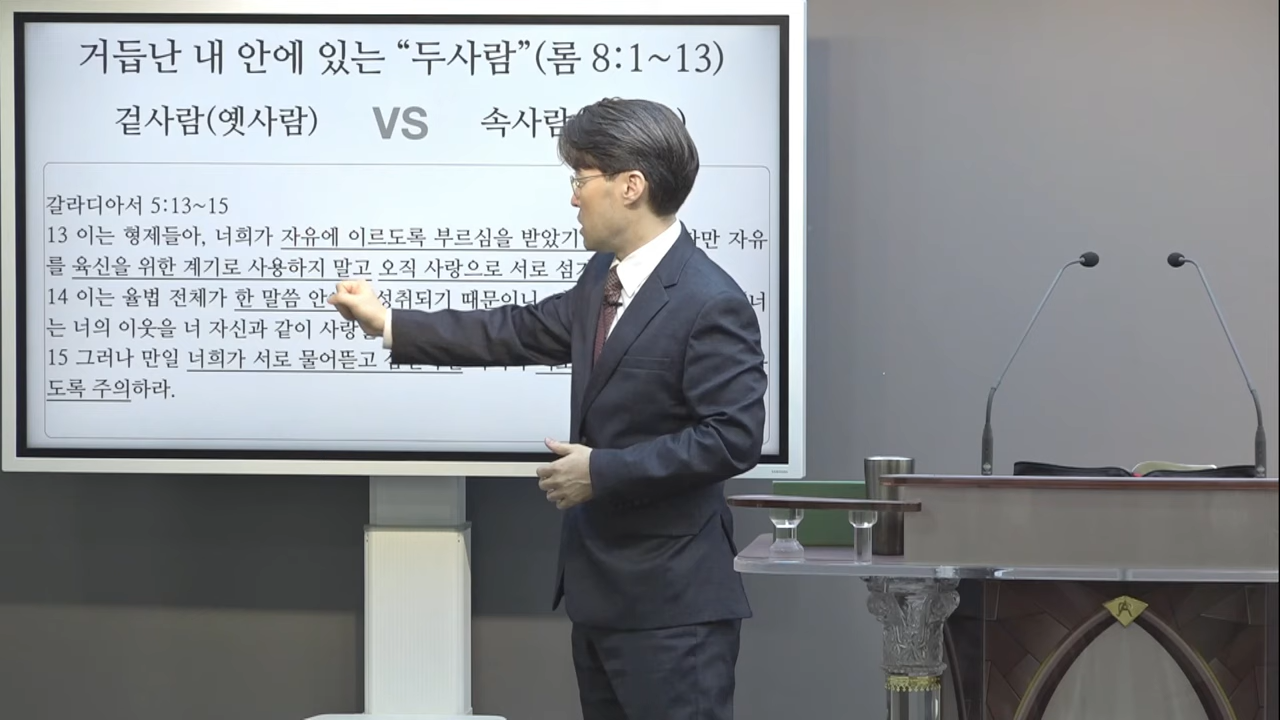 거듭난 내 안에 있는 “두사람”(롬 8:1~13)
겉사람(옛사람) VS 속사람( )
갈라디아서 5:13~15
13 이는 형제들아, 너희가 자유에 이르도록 부르심을 받았기 만 자유
를 육신을 위한 계기로 사용하지 말고 오직 사랑으로 서로
14 이는 율법 전체가 한 말씀 성취되기 때문이니 너
는 너의 이웃을 너 자신과 같이
15 그러나 만일 너희가 서로 물어뜯고
도록 주의하라.